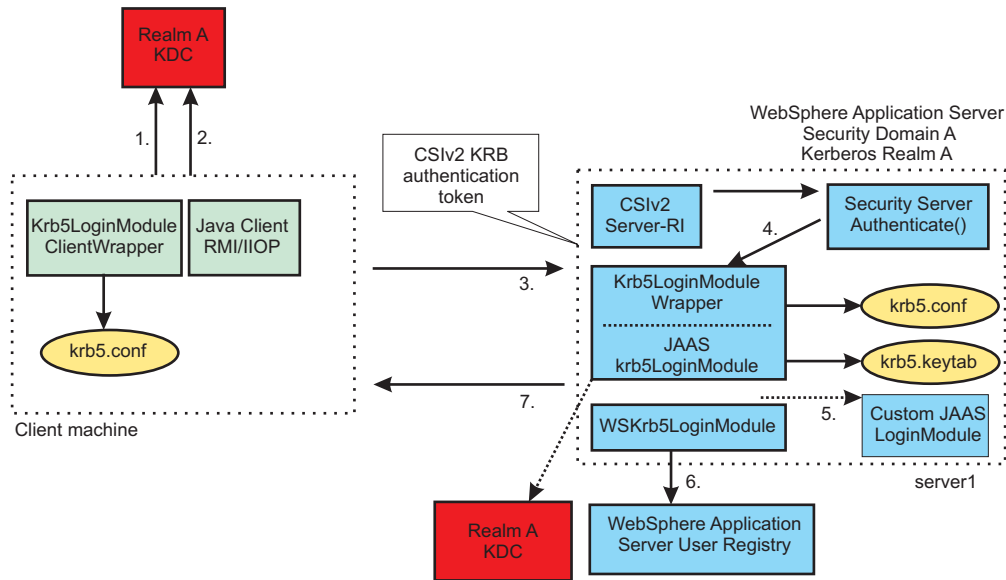 Realm A
KDC
1.
2.
WebSphere Application Server
Security Domain A
Kerberos Realm A
CSIv2 KRB
authentication
token
Krb5LoginModule
ClientWrapper
Java Client
RMI/IIOP
krb5.conf
Client machine
3.
7.
CSIv2
Server-RI
Security Server
Authenticate()
4.
Krb5LoginModule
Wrapper
JAAS
krb5LoginModule
krb5.conf
krb5.keytab
5.
WSKrb5LoginModule
Custom JAAS
LoginModule
server1
6.
Realm A
KDC
WebSphere Application
Server User Registry